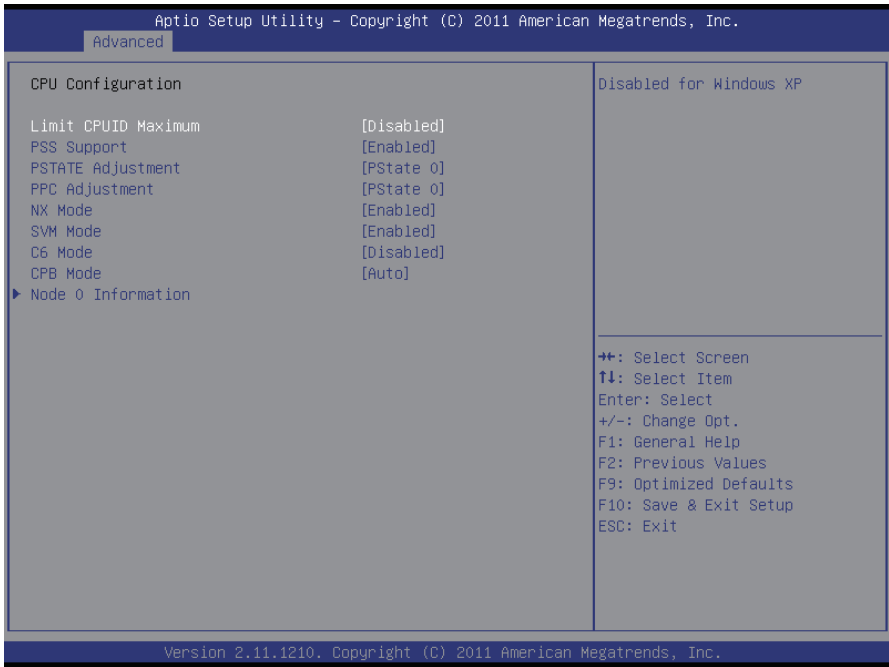 Aptio Setup Utility – Copyright (C) 2011 American Megatrends, Inc.
Advanced
CPU Configuration
Limit CPUID Maximum [Disabled]
PSS Support [Enabled]
PSTATE Adjustment [PState 0]
PPC Adjustment [PState 0]
NX Mode [Enabled]
SVM Mode [Enabled]
C6 Mode [Disabled]
CPB Mode [Auto]
Node 0 Information
Disabled for Windows XP
→←: Select Screen
↑↓: Select Item
Enter: Select
+/-: Change Opt.
F1: General Help
F2: Previous Values
F9: Optimized Defaults
F10: Save & Exit Setup
ESC: Exit
Version 2.11.1210. Copyright (C) 2011 American Megatrends, Inc.